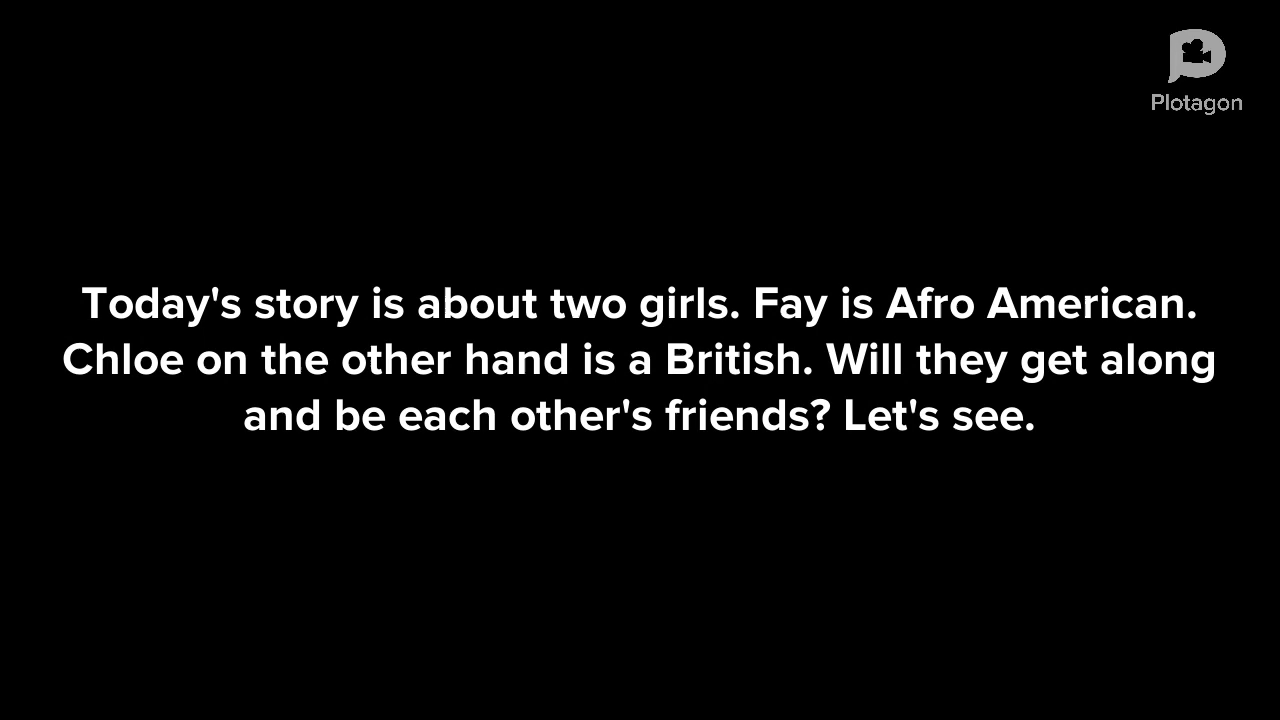 Plotagon
Today's story is about two girls. Fay is Afro American.
Chloe on the other hand is a British. Will they get along
and be each other's friends? Let's see.